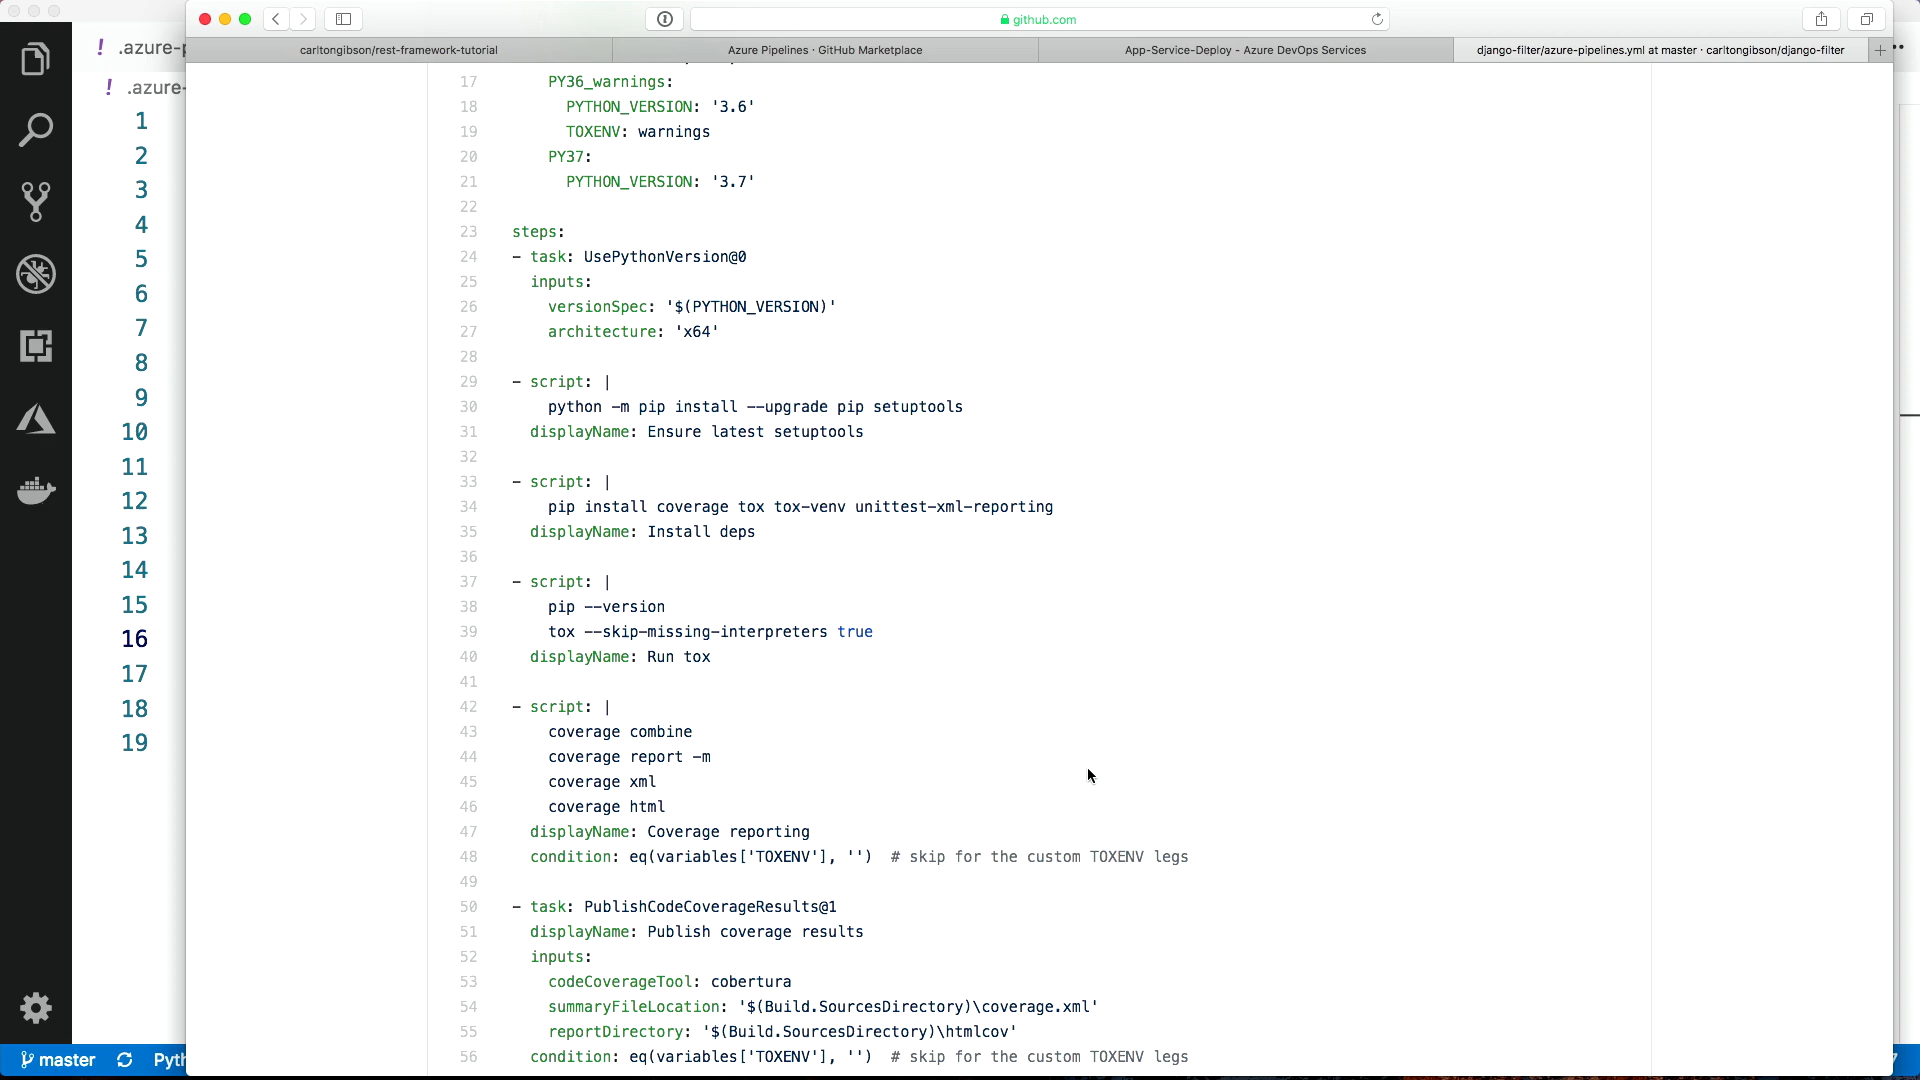 github.com
.azure-p
carltongibson/rest-framework-tutorial
Azure Pipelines · GitHub Marketplace
App-Service-Deploy - Azure DevOps Services
django-filter/azure-pipelines.yml at master · carltongibson/django-filter
.azure-
1
2
3
4
5
6
7
8
9
10
11
12
13
14
15
16
17
18
19
17 PY36_warnings:
18 PYTHON_VERSION: '3.6'
19 TOXENV: warnings
20 PY37:
21 PYTHON_VERSION: '3.7'
22
23 steps:
24 - task: UsePythonVersion@0
25 inputs:
26 versionSpec: '$(PYTHON_VERSION)'
27 architecture: 'x64'
28
29 - script: |
30 python -m pip install --upgrade pip setuptools
31 displayName: Ensure latest setuptools
32
33 - script: |
34 pip install coverage tox tox-venv unittest-xml-reporting
35 displayName: Install deps
36
37 - script: |
38 pip --version
39 tox --skip-missing-interpreters true
40 displayName: Run tox
41
42 - script: |
43 coverage combine
44 coverage report -m
45 coverage xml
46 coverage html
47 displayName: Coverage reporting
48 condition: eq(variables['TOXENV'], '') # skip for the custom TOXENV legs
49
50 - task: PublishCodeCoverageResults@1
51 displayName: Publish coverage results
52 inputs:
53 codeCoverageTool: cobertura
54 summaryFileLocation: '$(Build.SourcesDirectory)\coverage.xml'
55 reportDirectory: '$(Build.SourcesDirectory)\htmlcov'
56 condition: eq(variables['TOXENV'], '') # skip for the custom TOXENV legs
master
Pyth